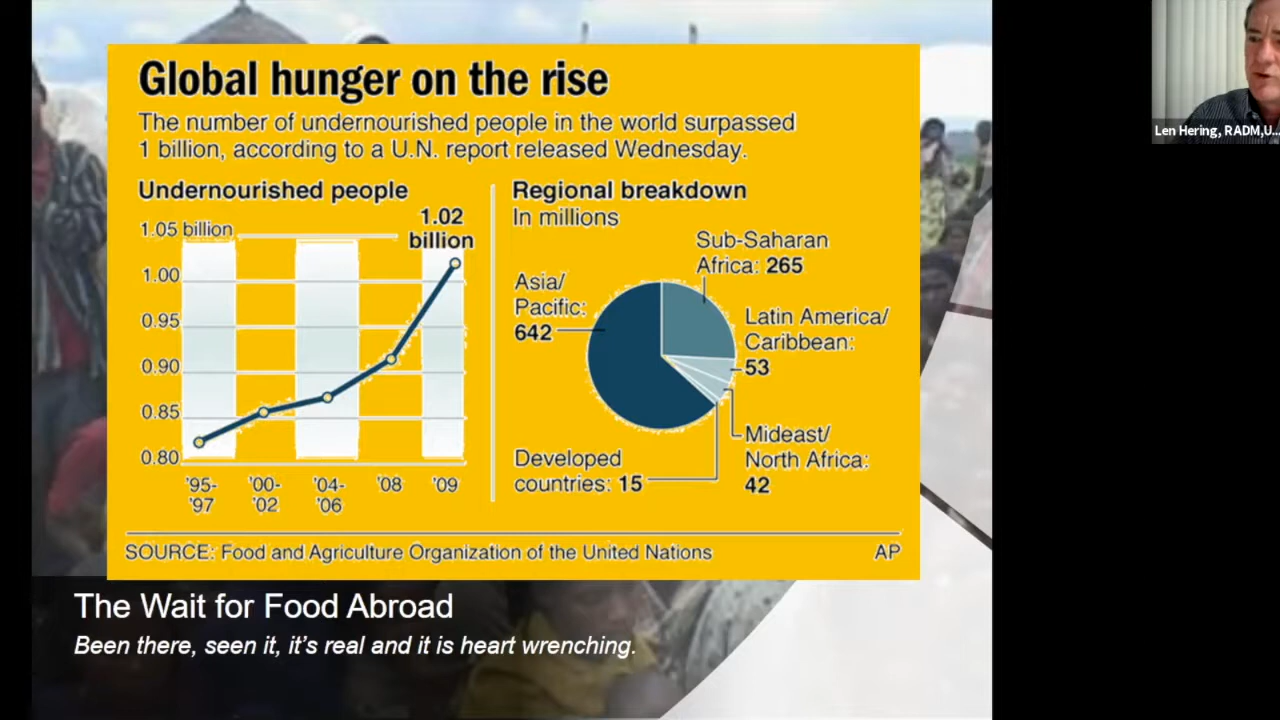 Global hunger on the rise
The number of undernourished people in the world surpassed
1 billion, according to a U.N. report released Wednesday.
Undernourished people
1.05 billion
1.00
0.95
0.90
0.85
0.80
1.02
billion
'95-
'97
'00-
'02
'04-
'06
'08
'09
Regional breakdown
In millions
Sub-Saharan
Africa: 265
Asia/
Pacific:
642
Latin America/
Caribbean:
53
Mideast/
North Africa:
42
Developed
countries: 15
SOURCE: Food and Agriculture Organization of the United Nations
AP
The Wait for Food Abroad
Been there, seen it, it's real and it is heart wrenching.
Len Hering, RADM,U...